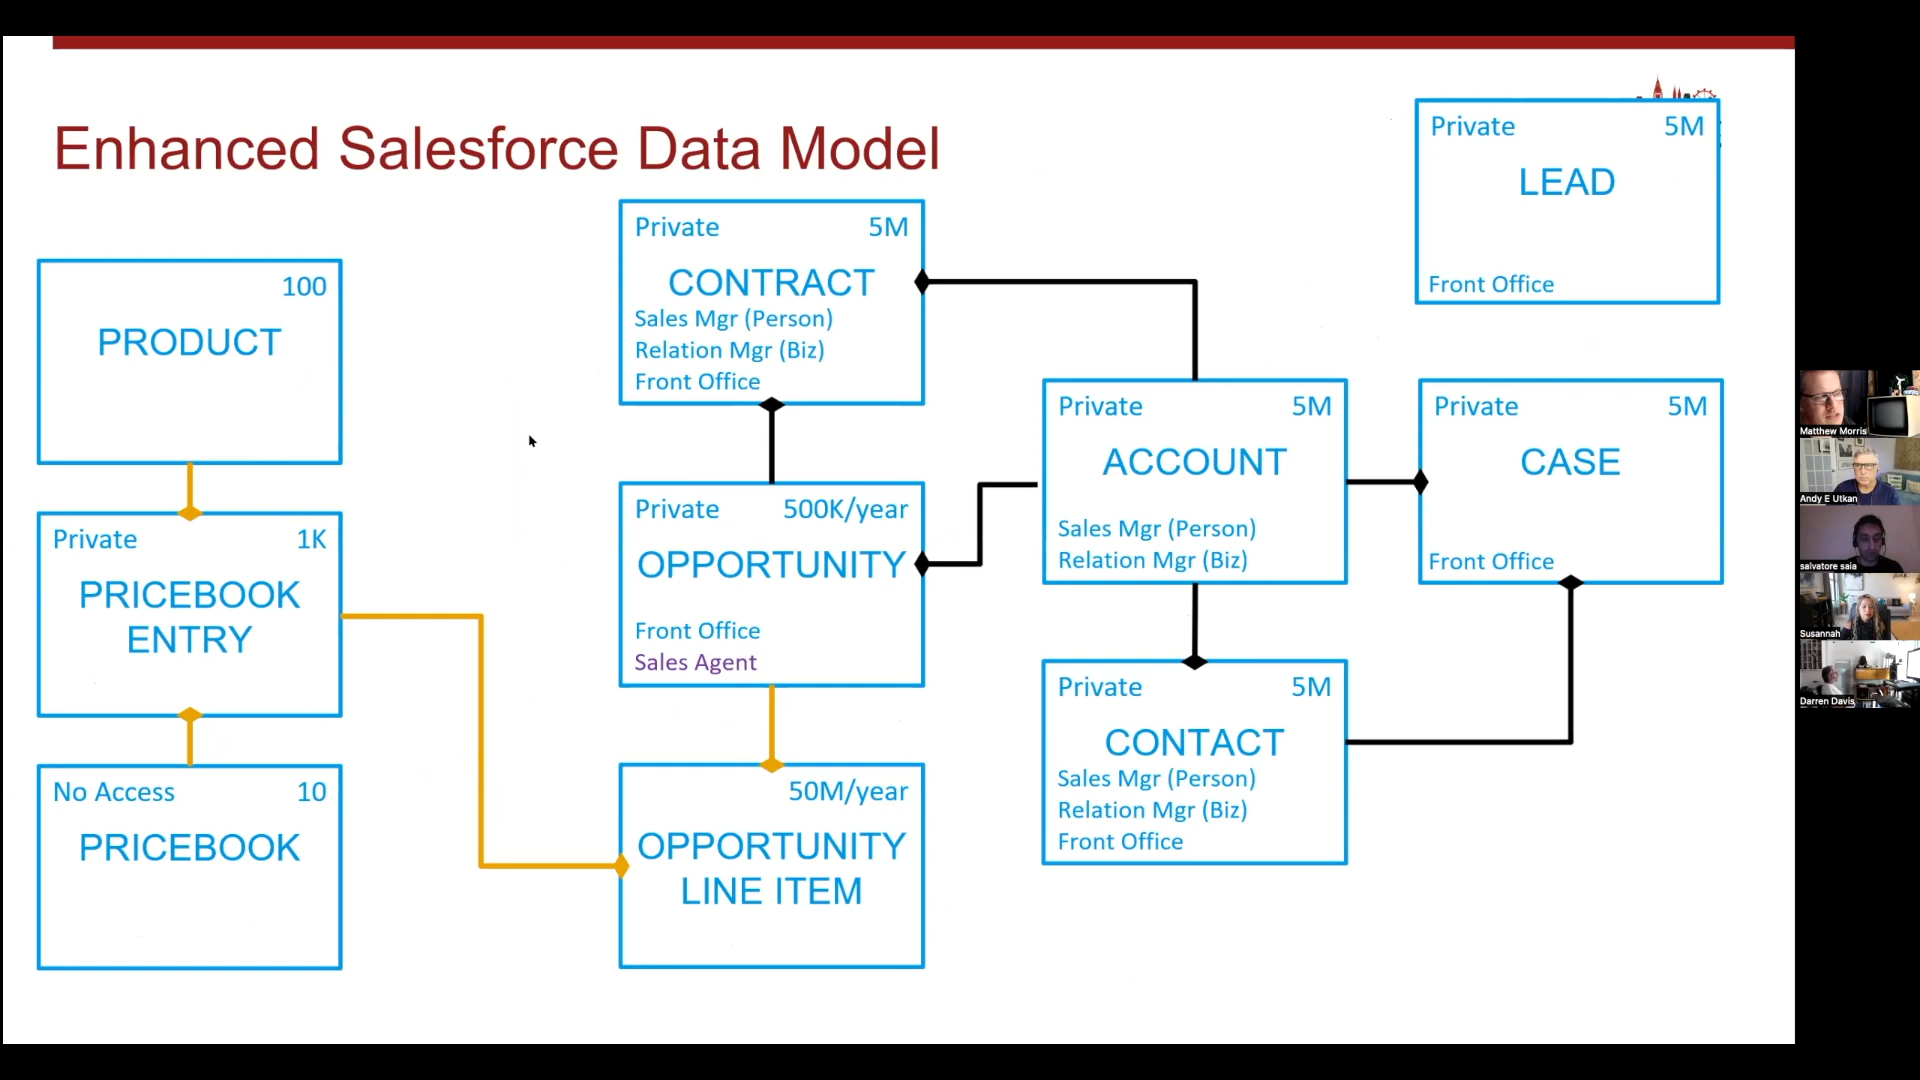 Enhanced Salesforce Data Model
Private 5M
LEAD
Front Office
Private 5M
CONTRACT
Sales Mgr (Person)
Relation Mgr (Biz)
Front Office
100
PRODUCT
Private 5M
ACCOUNT
Sales Mgr (Person)
Relation Mgr (Biz)
Private 5M
CASE
Front Office
Private 500K/year
OPPORTUNITY
Front Office
Sales Agent
Private 1K
PRICEBOOK
ENTRY
Private 5M
CONTACT
Sales Mgr (Person)
Relation Mgr (Biz)
Front Office
No Access 10
PRICEBOOK
50M/year
OPPORTUNITY
LINE ITEM
Matthew Morris
Andy E Utkan
salvatore saia
Susannah
Darren Davis